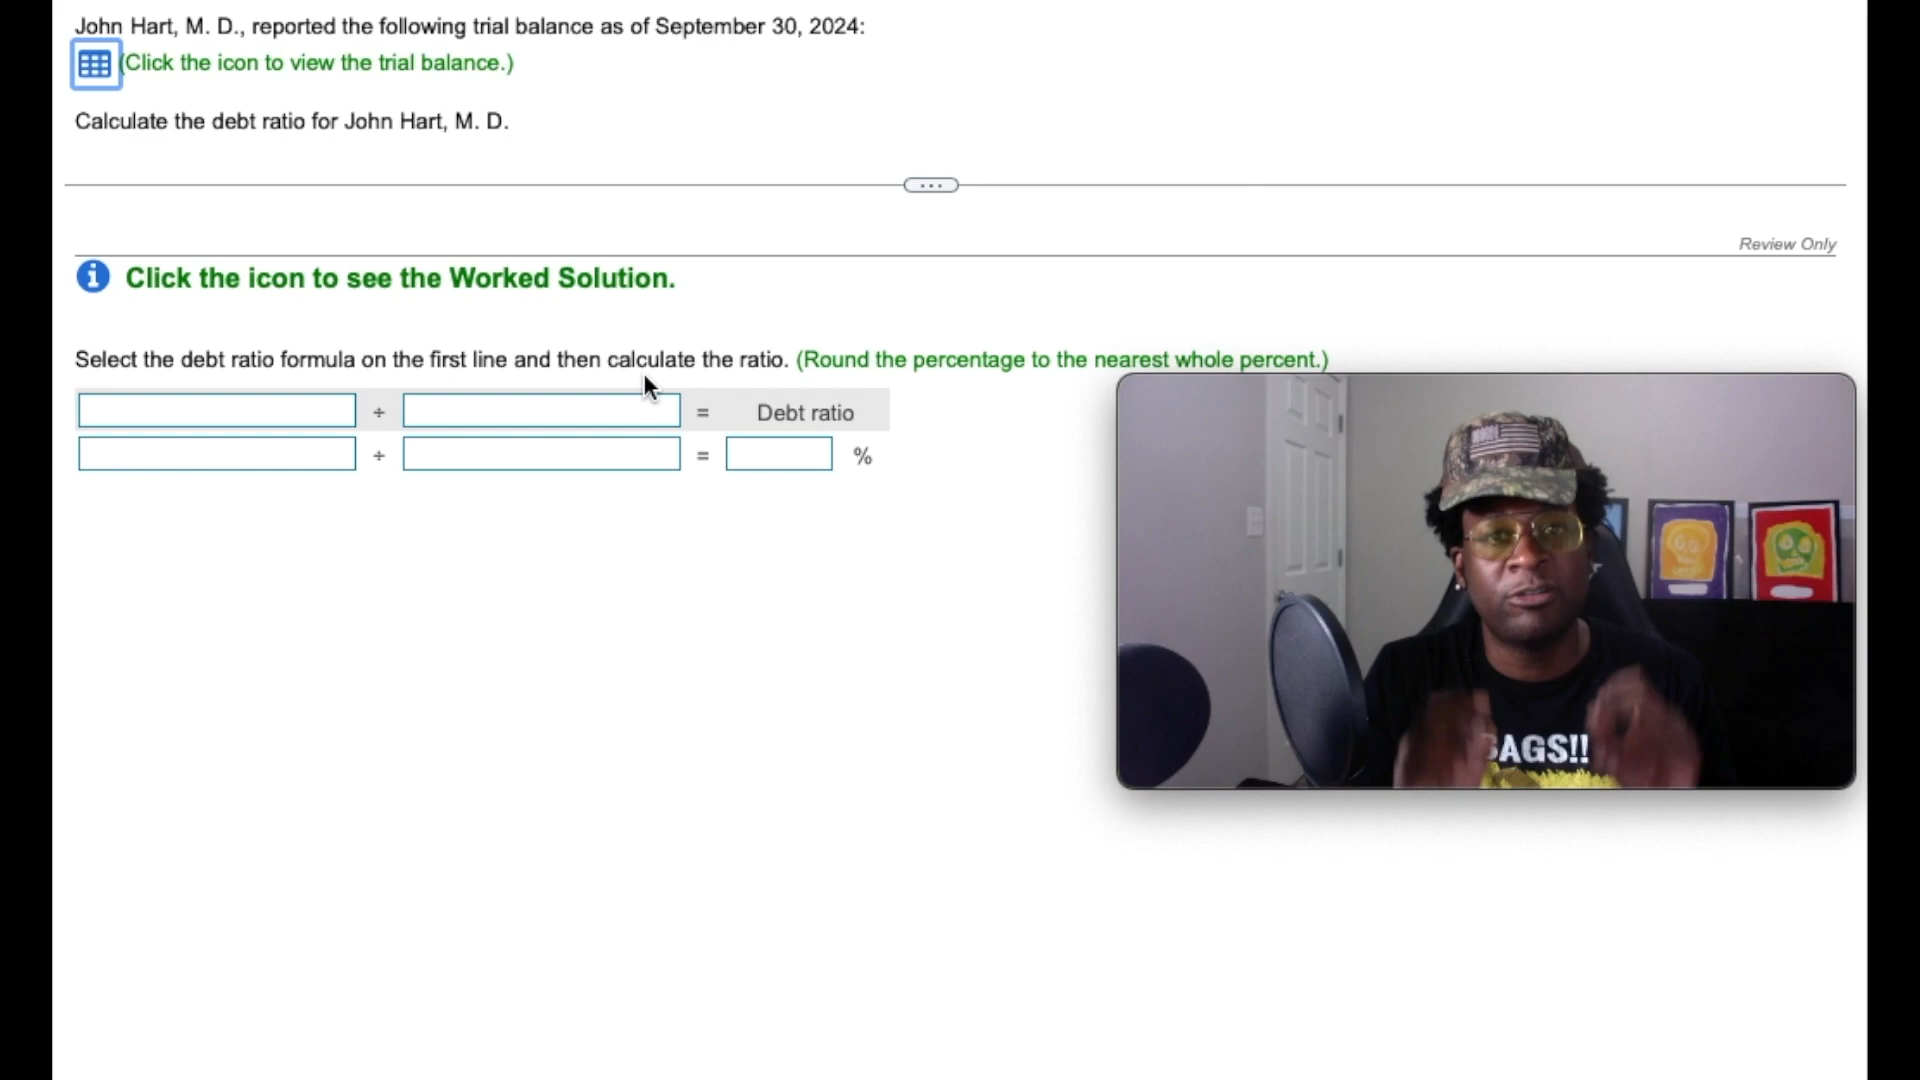 John Hart, M. D., reported the following trial balance as of September 30, 2024:
(Click the icon to view the trial balance.)
Calculate the debt ratio for John Hart, M. D.
Review Only
Click the icon to see the Worked Solution.
Select the debt ratio formula on the first line and then calculate the ratio. (Round the percentage to the nearest whole percent.)
÷ = Debt ratio
÷ = %
BAGS!!